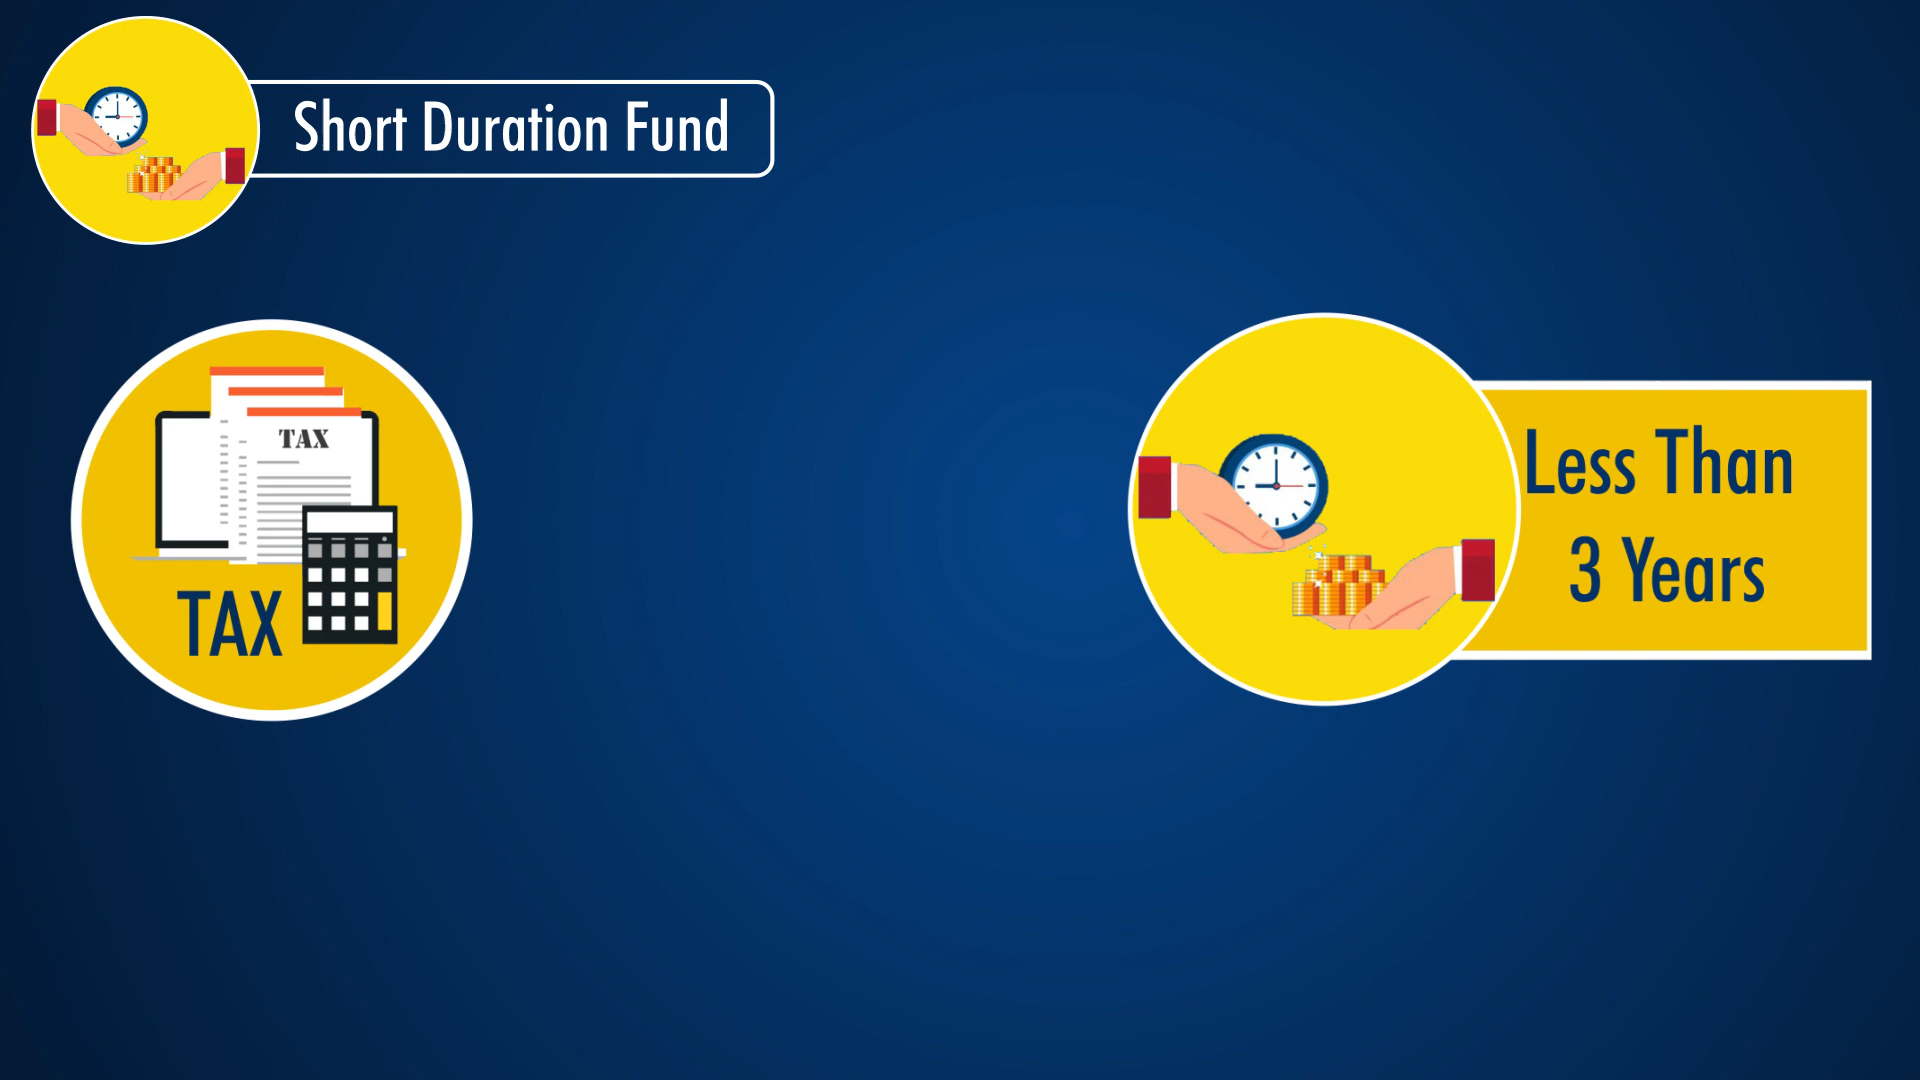 Short Duration Fund
TAX
TAX
Less Than
3 Years